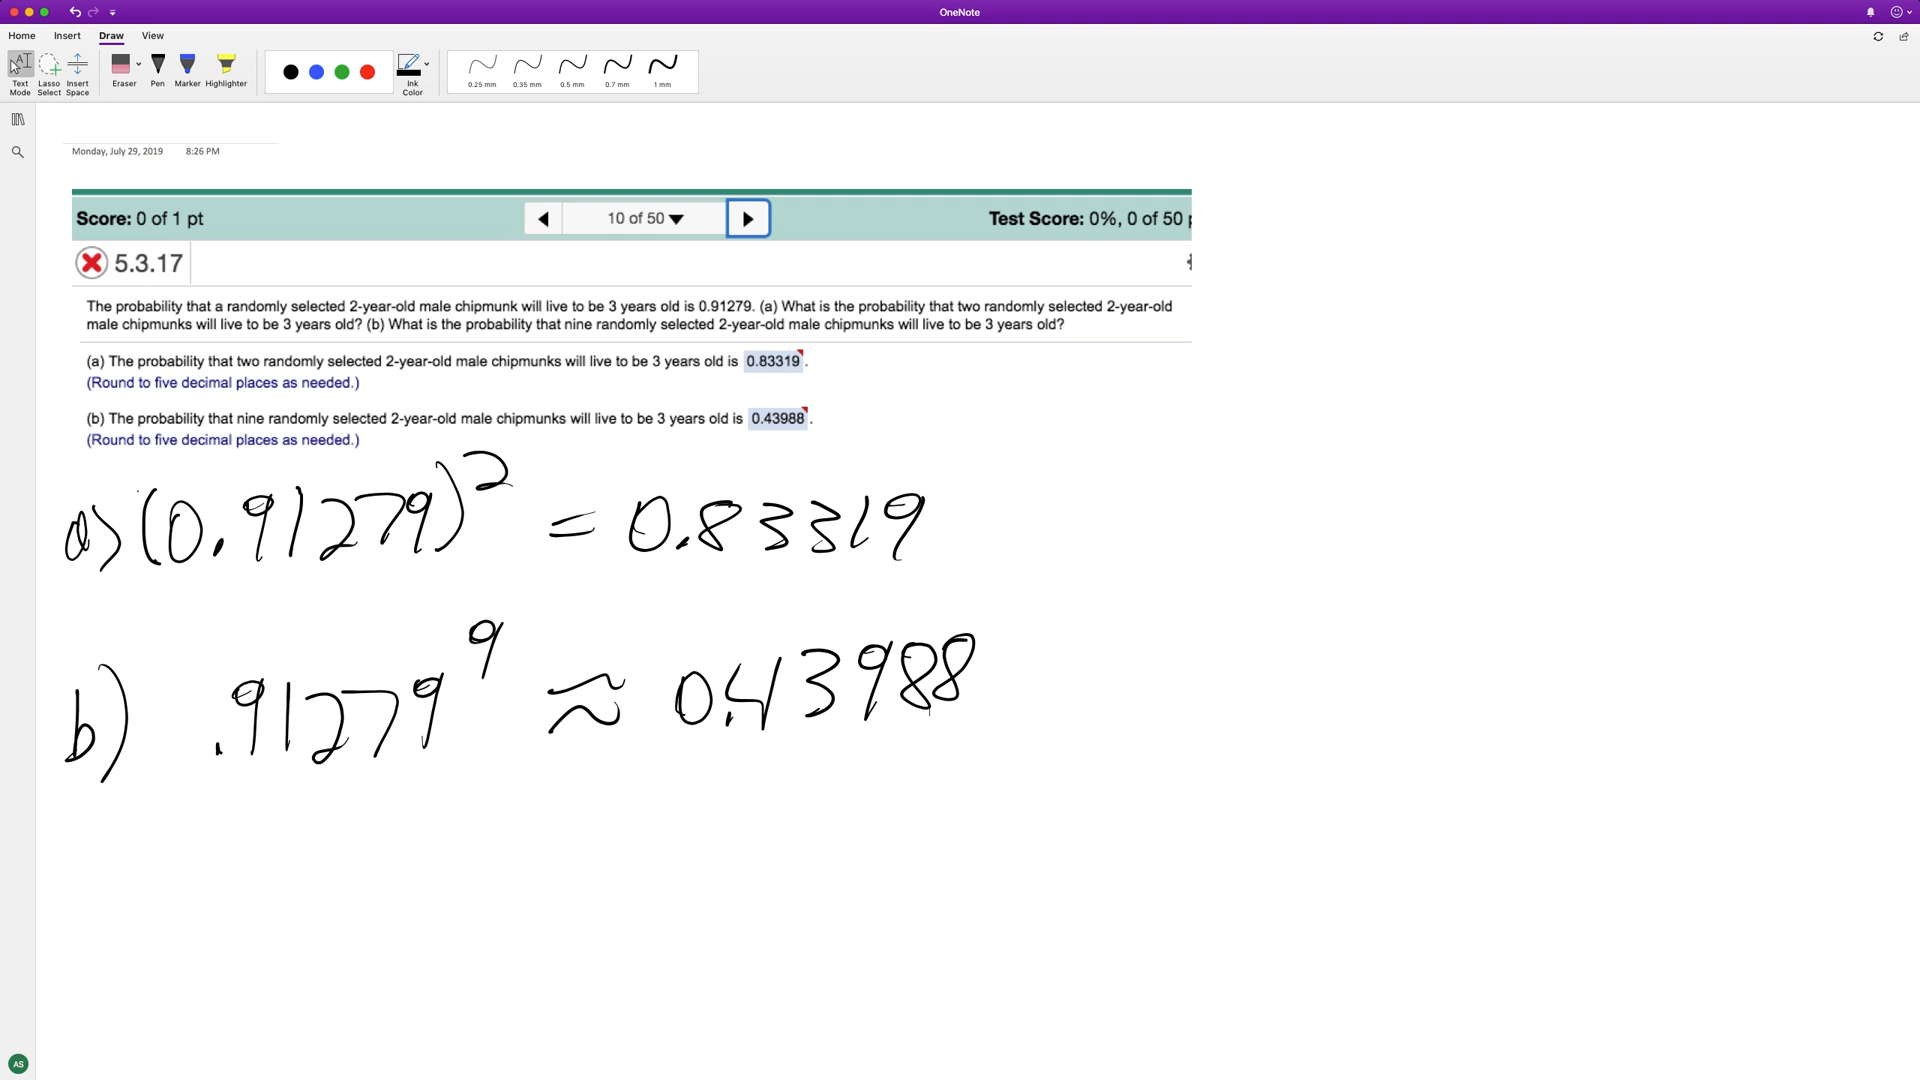 OneNote
Home Insert Draw View
Text Mode
Lasso Select
Insert Space
Eraser
Pen
Marker
Highlighter
Ink Color
0.25 mm
0.35 mm
0.5 mm
0.7 mm
1 mm
Monday, July 29, 2019 8:26 PM
Score: 0 of 1 pt
10 of 50
Test Score: 0%, 0 of 50 p
5.3.17
The probability that a randomly selected 2-year-old male chipmunk will live to be 3 years old is 0.91279. (a) What is the probability that two randomly selected 2-year-old
male chipmunks will live to be 3 years old? (b) What is the probability that nine randomly selected 2-year-old male chipmunks will live to be 3 years old?
(a) The probability that two randomly selected 2-year-old male chipmunks will live to be 3 years old is 0.83319.
(Round to five decimal places as needed.)
(b) The probability that nine randomly selected 2-year-old male chipmunks will live to be 3 years old is 0.43988.
(Round to five decimal places as needed.)
a) (0.91279)² = 0.83319
b) .91279⁹ ≈ 0.43988
AS